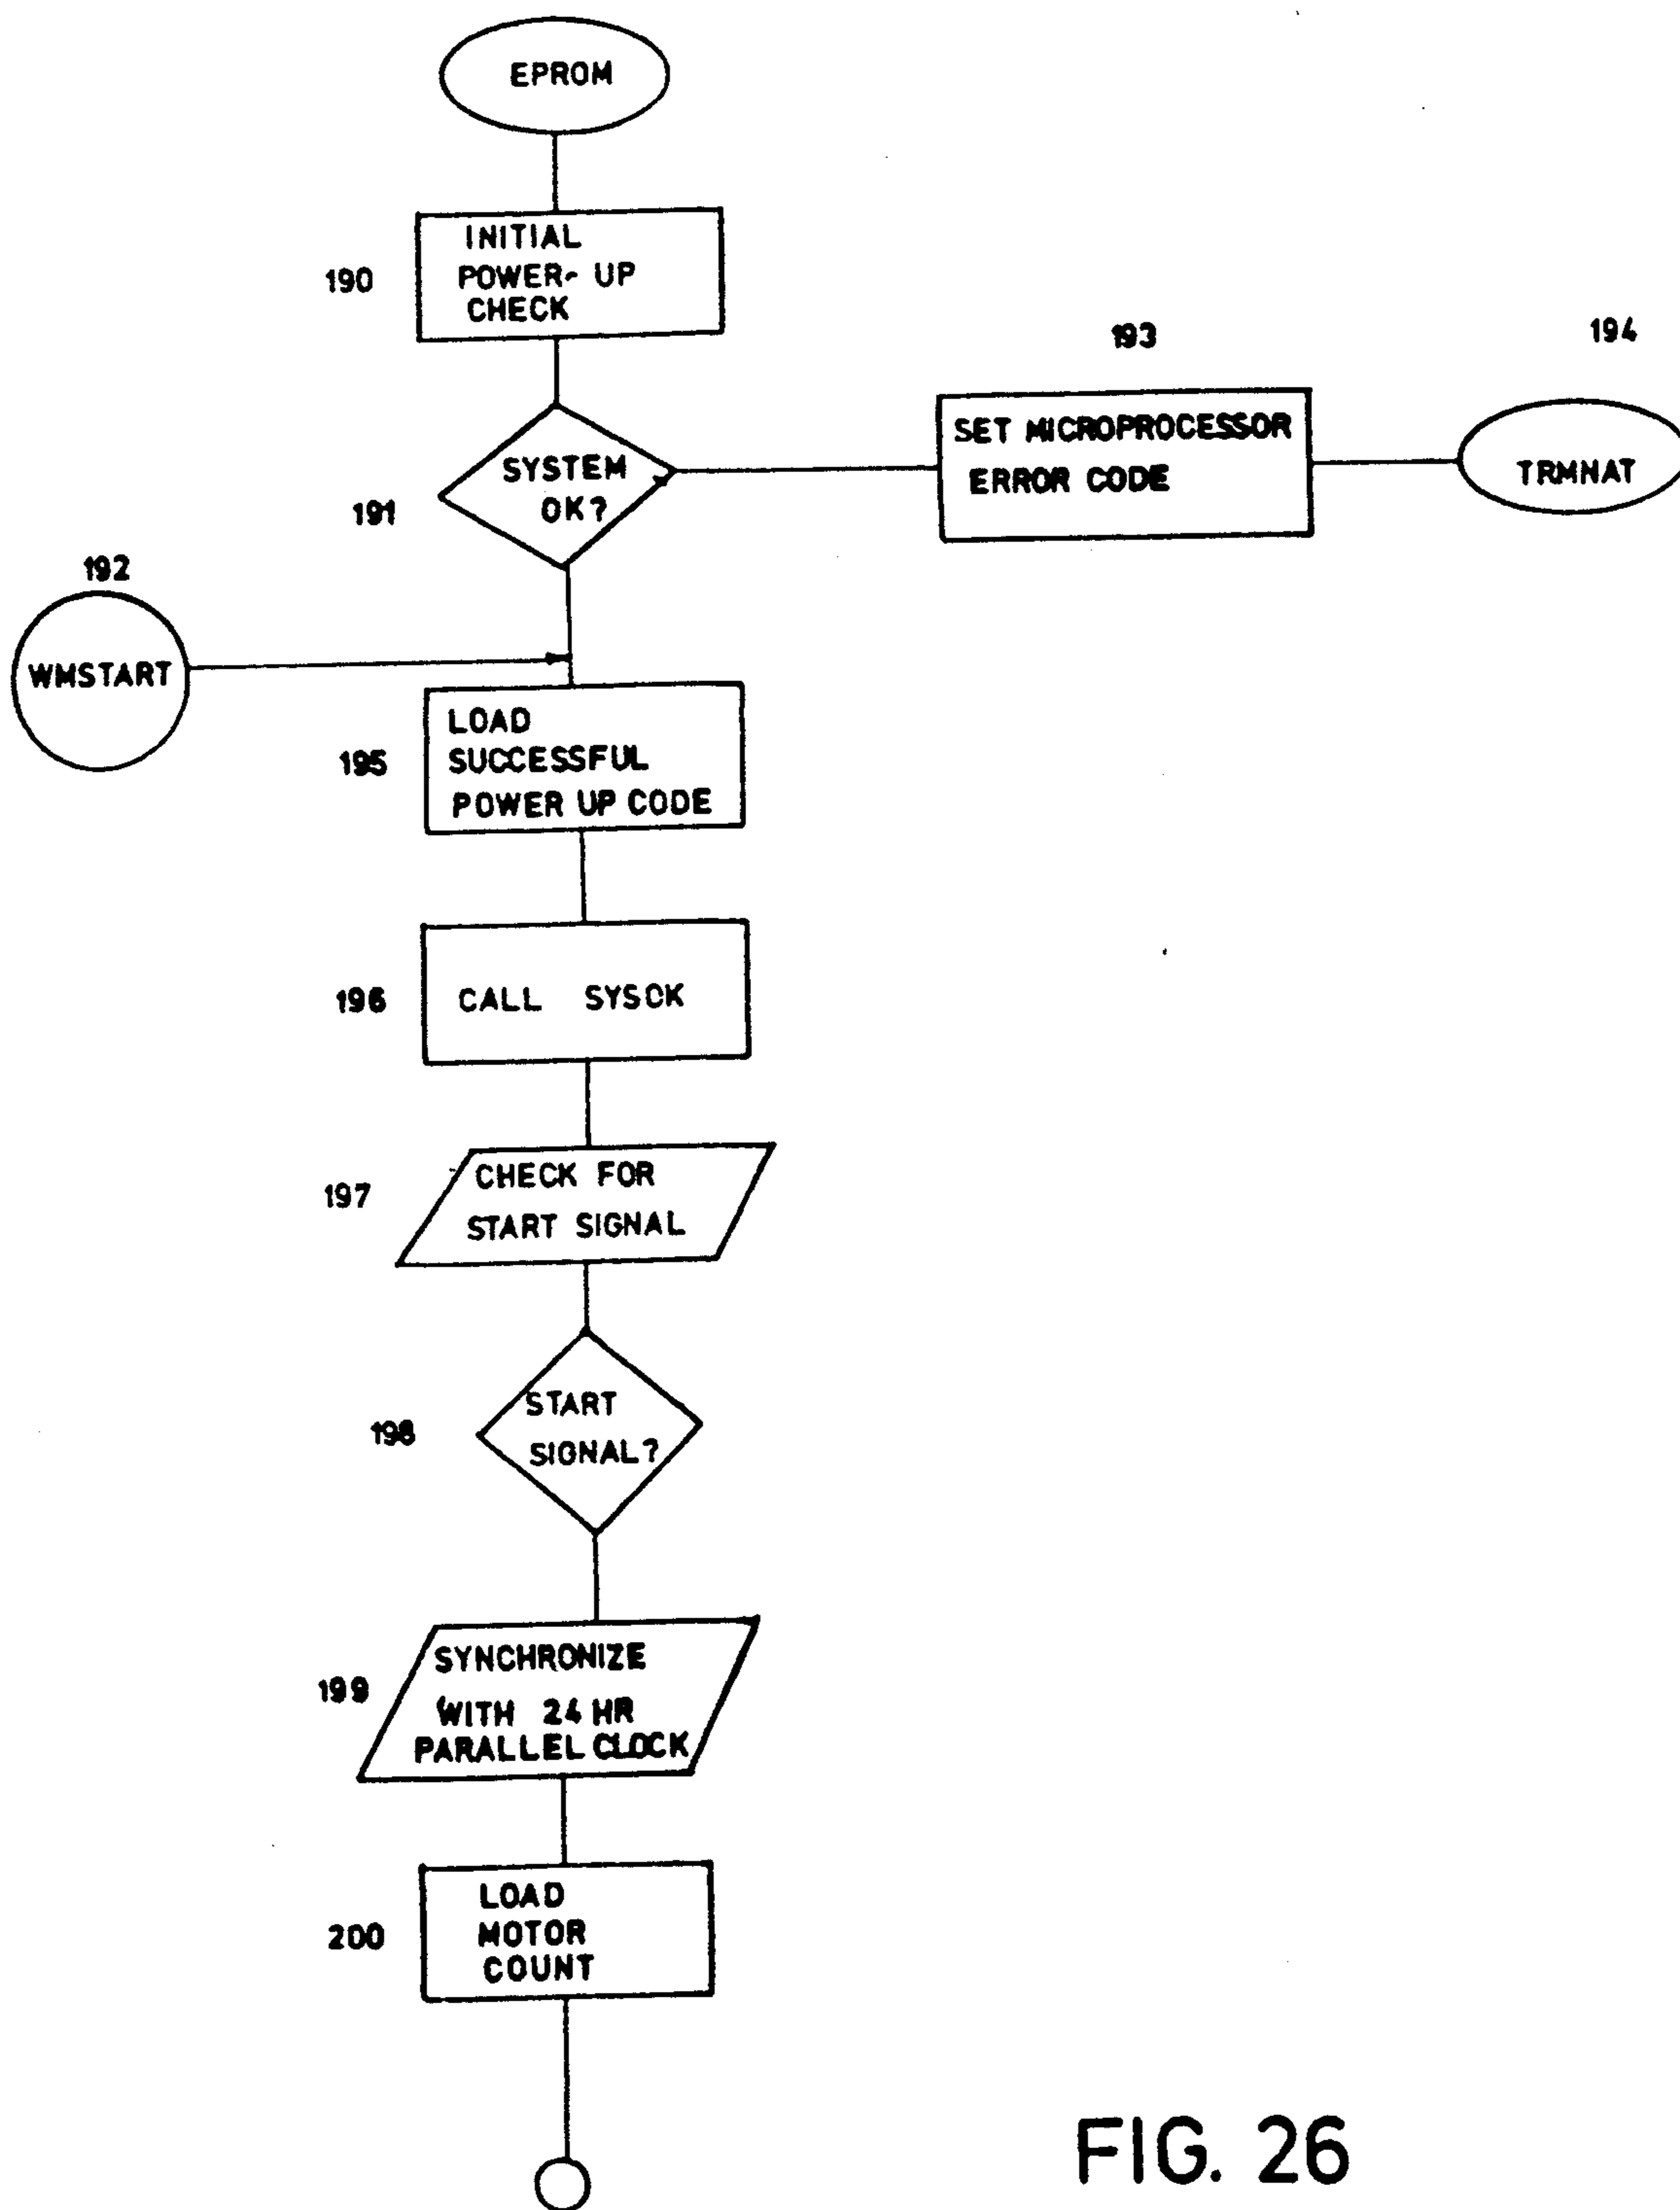 EPROM
INITIAL
190
POWER- UP
CHECK
193
194
SET MICROPROCESSOR
ERROR CODE
TRMNAT
SYSTEM
OK?
191
192
WMSTART
LOAD
195
SUCCESSFUL
POWER UP CODE
196
CALL SYSOK
197
CHECK FOR
START SIGNAL
198
START
SIGNAL?
SYNCHRONIZE
199
WITH 24 HR
PARALLEL CLOCK
LOAD
200
MOTOR
COUNT
FIG. 26